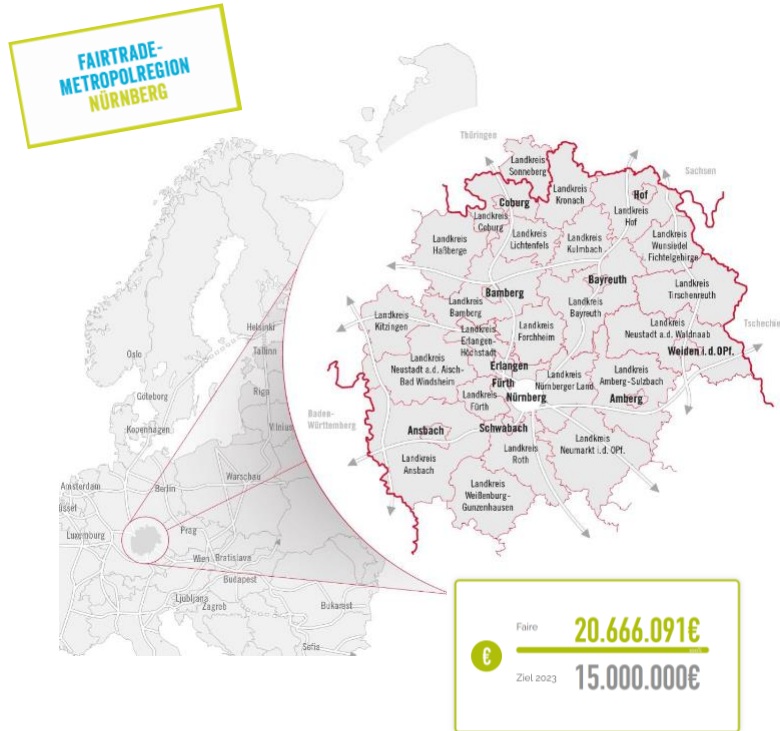 FAIRTRADE-
METROPOLREGION
NÜRNBERG
Thüringen
Sachsen
Landkreis
Sonneberg
Landkreis
Kronach
Hof
Coburg
Landkreis
Coburg
Landkreis
Hof
Landkreis
Lichtenfels
Landkreis
Kulmbach
Landkreis
Wunsiedel
i. Fichtelgebirge
Landkreis
Haßberge
Bayreuth
Bamberg
Landkreis
Tirschenreuth
Landkreis
Bamberg
Landkreis
Bayreuth
Landkreis
Kitzingen
Landkreis
Erlangen-
Höchstadt
Landkreis
Forchheim
Landkreis
Neustadt a.d. Waldnaab
Tschechien
Weiden i.d.OPf.
Landkreis
Neustadt a.d. Aisch-
Bad Windsheim
Erlangen
Fürth
Nürnberg
Landkreis
Nürnberger Land
Landkreis
Amberg-Sulzbach
Amberg
Landkreis
Fürth
Baden-
Württemberg
Ansbach
Schwabach
Landkreis
Ansbach
Landkreis
Roth
Landkreis
Neumarkt i.d. OPf.
Landkreis
Weißenburg-
Gunzenhausen
Helsinki
Oslo
Tallinn
Göteborg
Riga
Kopenhagen
Vilnius
Amsterdam
Berlin
Warschau
üssel
Luxemburg
Prag
Wien
Bratislava
Budapest
Ljubljana
Zagrob
Bukarest
Sofia
Faire
20.666.091€
€
Ziel 2023
15.000.000€